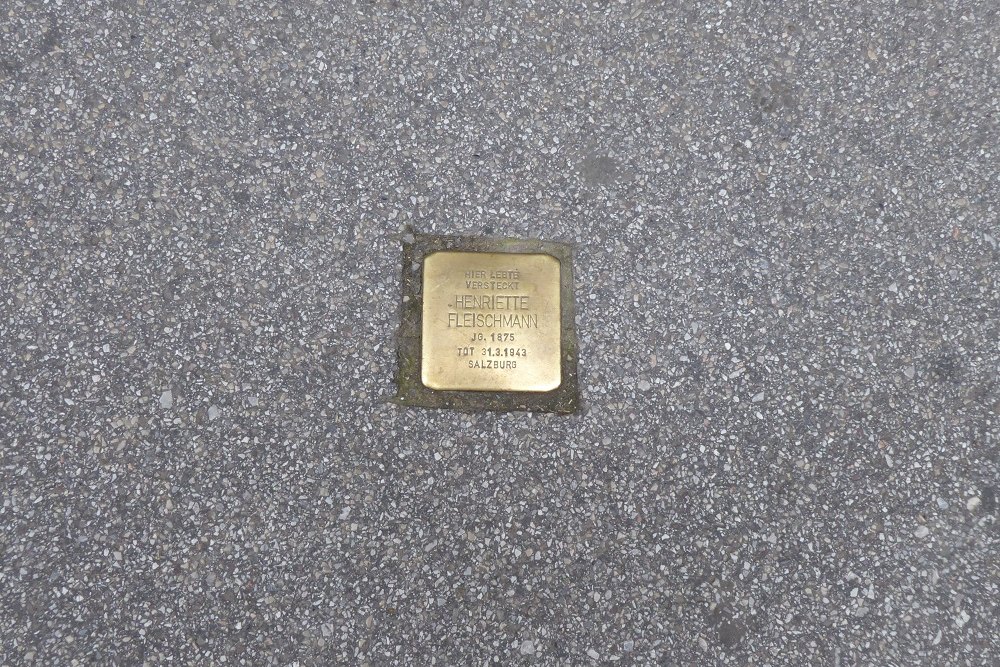 HIER LEBTE
VERSTECKT
HENRIETTE
FLEISCHMANN
JG. 1875
TOT 31.3.1943
SALZBURG